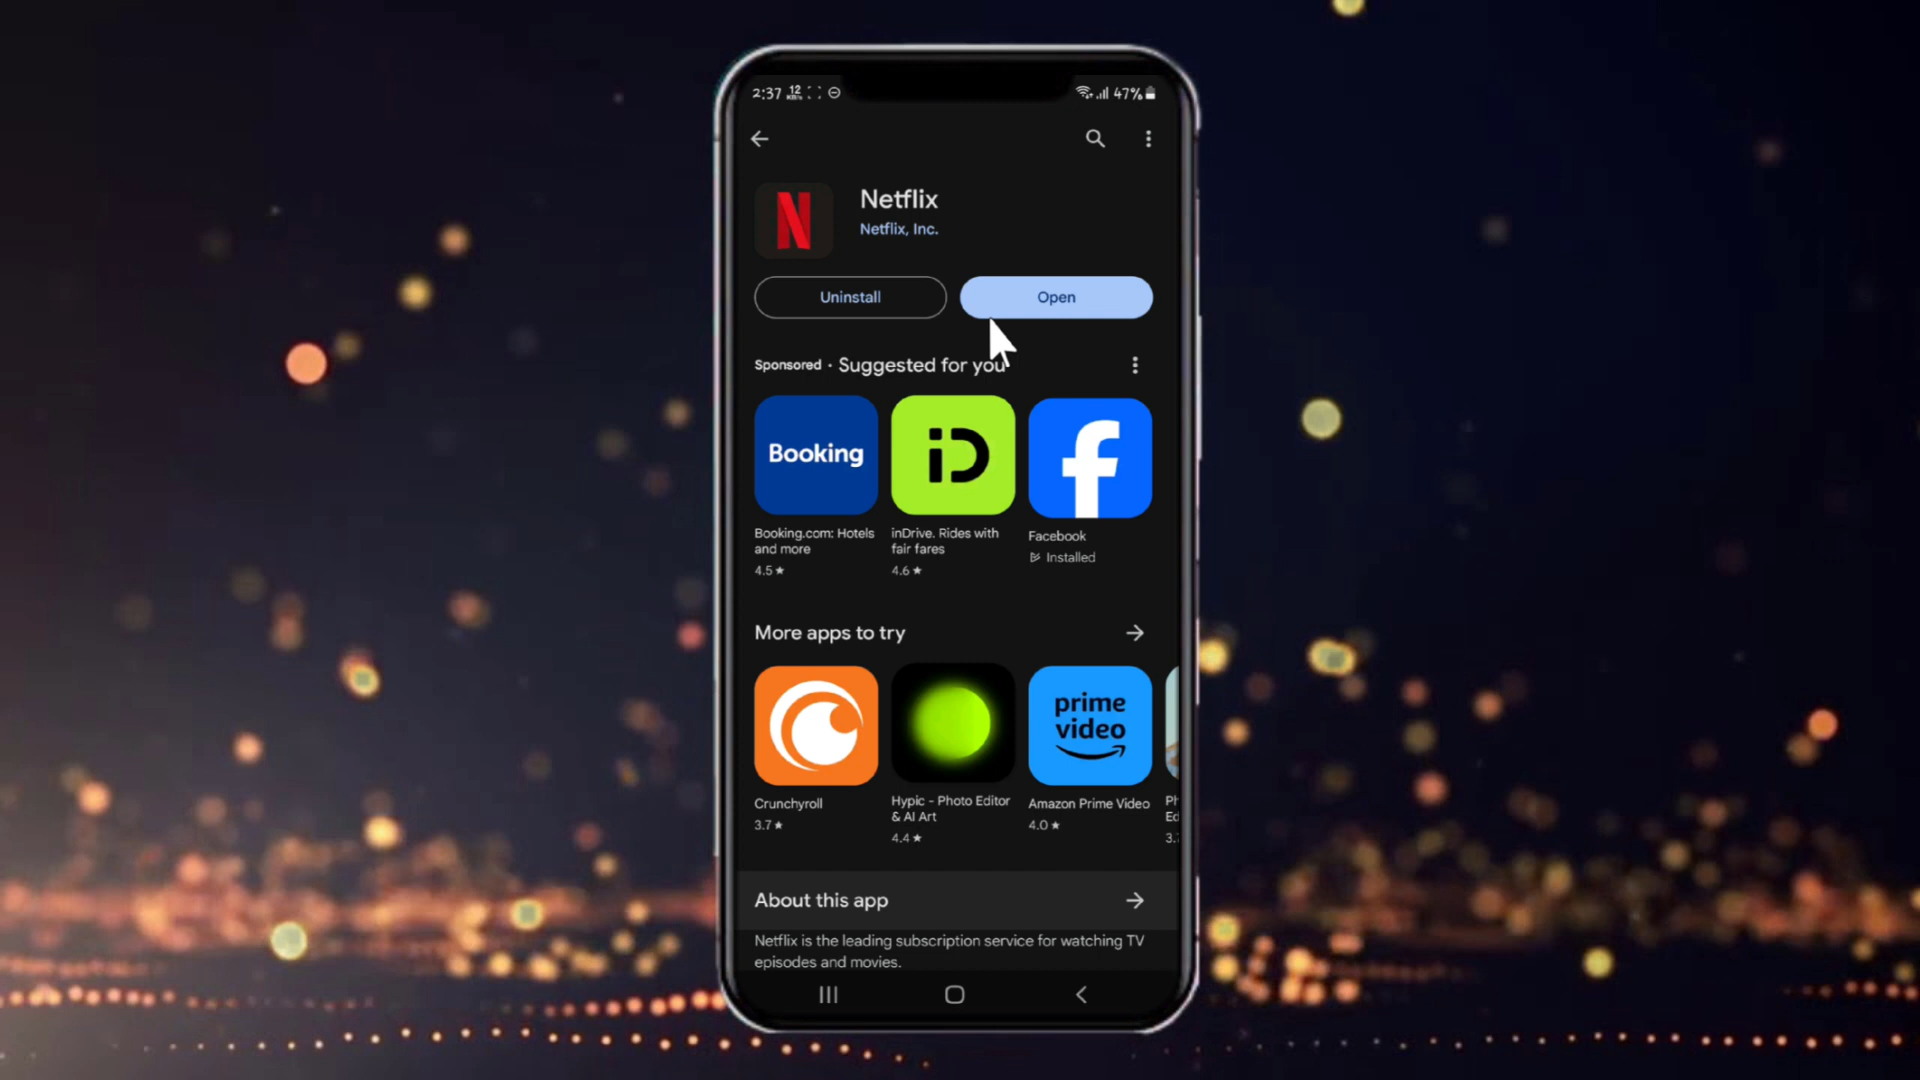 2:37
47%
Netflix
Netflix, Inc.
Uninstall
Open
Sponsored · Suggested for you
Booking
iD
f
Booking.com: Hotels and more
4.5★
inDrive. Rides with fair fares
4.6★
Facebook
Installed
More apps to try
prime video
Crunchyroll
3.7★
Hypic - Photo Editor & AI Art
4.4★
Amazon Prime Video
4.0★
About this app
Netflix is the leading subscription service for watching TV
episodes and movies.